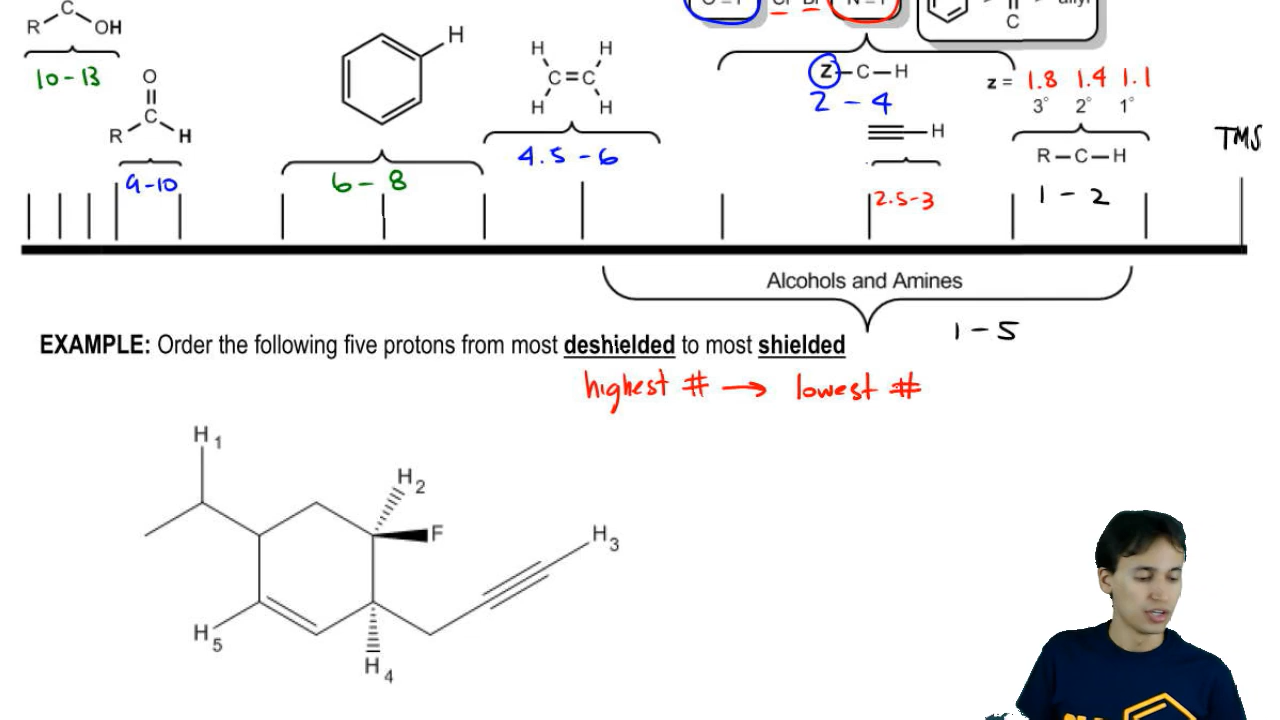 R C OH
10-13
O
C
R H
9-10
H
6-8
H H
C=C
H H
4.5-6
C
allyl
Z-C-H
2-4
≡-H
2.5-3
z = 1.8 1.4 1.1
3° 2° 1°
R-C-H
1-2
TMS
Alcohols and Amines
1-5
EXAMPLE: Order the following five protons from most deshielded to most shielded
highest # → lowest #
H1
H2
F
H3
H5
H4